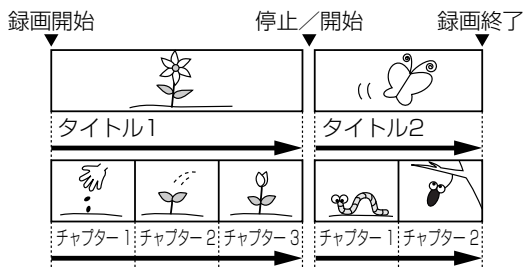 録画開始 停止／開始 録画終了
タイトル1 タイトル2
チャプター 1 チャプター 2 チャプター 3 チャプター 1 チャプター 2